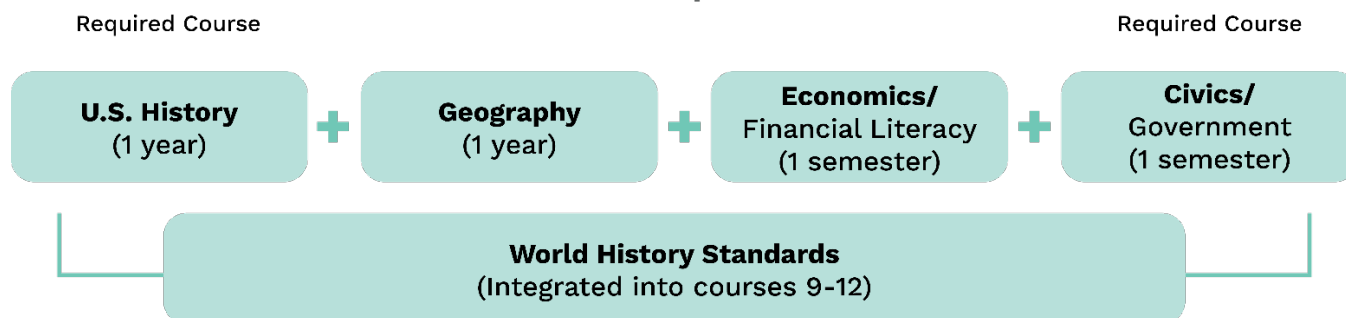 Required Course
Required Course
U.S. History
(1 year)
Geography
(1 year)
Economics/
Financial Literacy
(1 semester)
Civics/
Government
(1 semester)
World History Standards
(Integrated into courses 9-12)